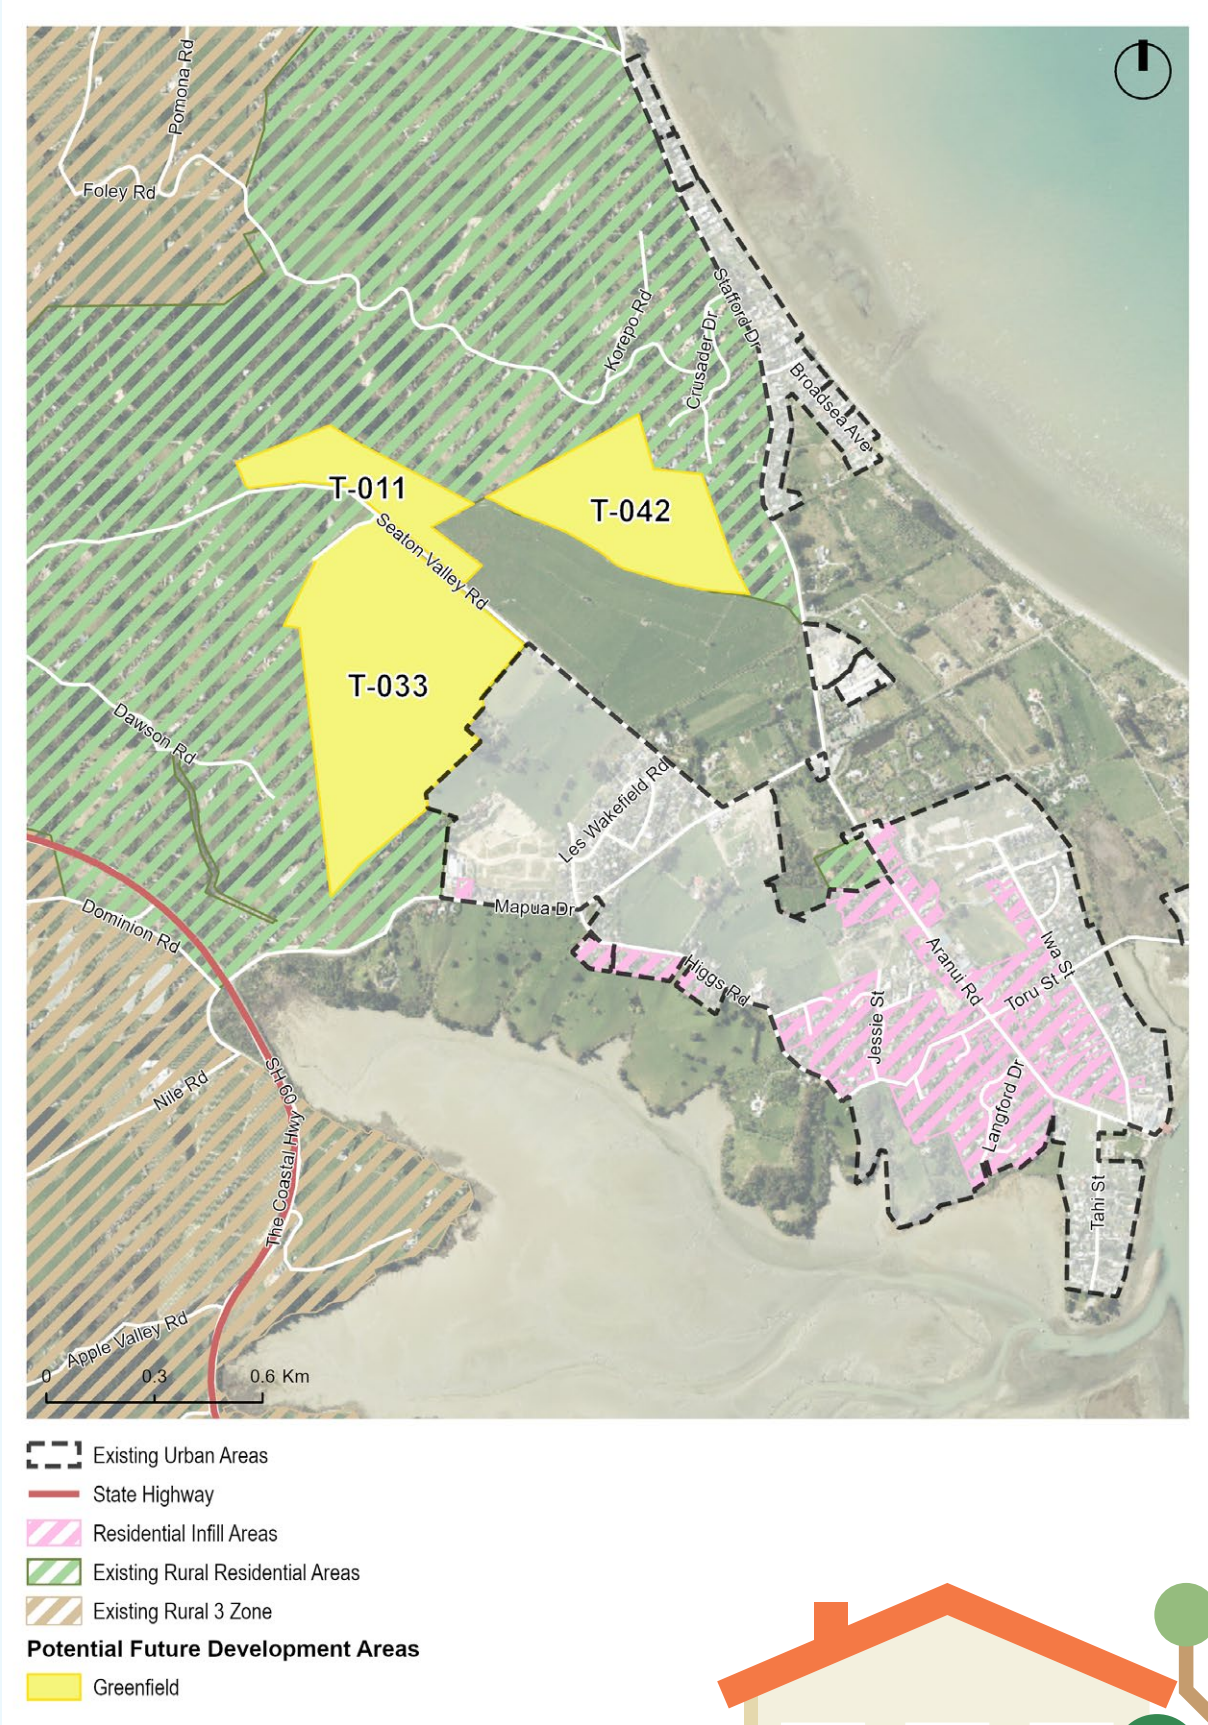 Pomona Rd
Foley Rd
Stafford Dr
Korepo Rd
Crusader Dr
Broadsea Ave
T-011
T-042
Seaton Valley Rd
T-033
Dawson Rd
Les Wakefield Rd
Mapua Dr
Dominion Rd
Higgs Rd
Aranui Rd
Iwa St
Toru St
Jessie St
Langford Dr
Nile Rd
SH 60
The Coastal Hwy
Tahi St
Apple Valley Rd
0 0.3 0.6 Km
Existing Urban Areas
State Highway
Residential Infill Areas
Existing Rural Residential Areas
Existing Rural 3 Zone
Potential Future Development Areas
Greenfield